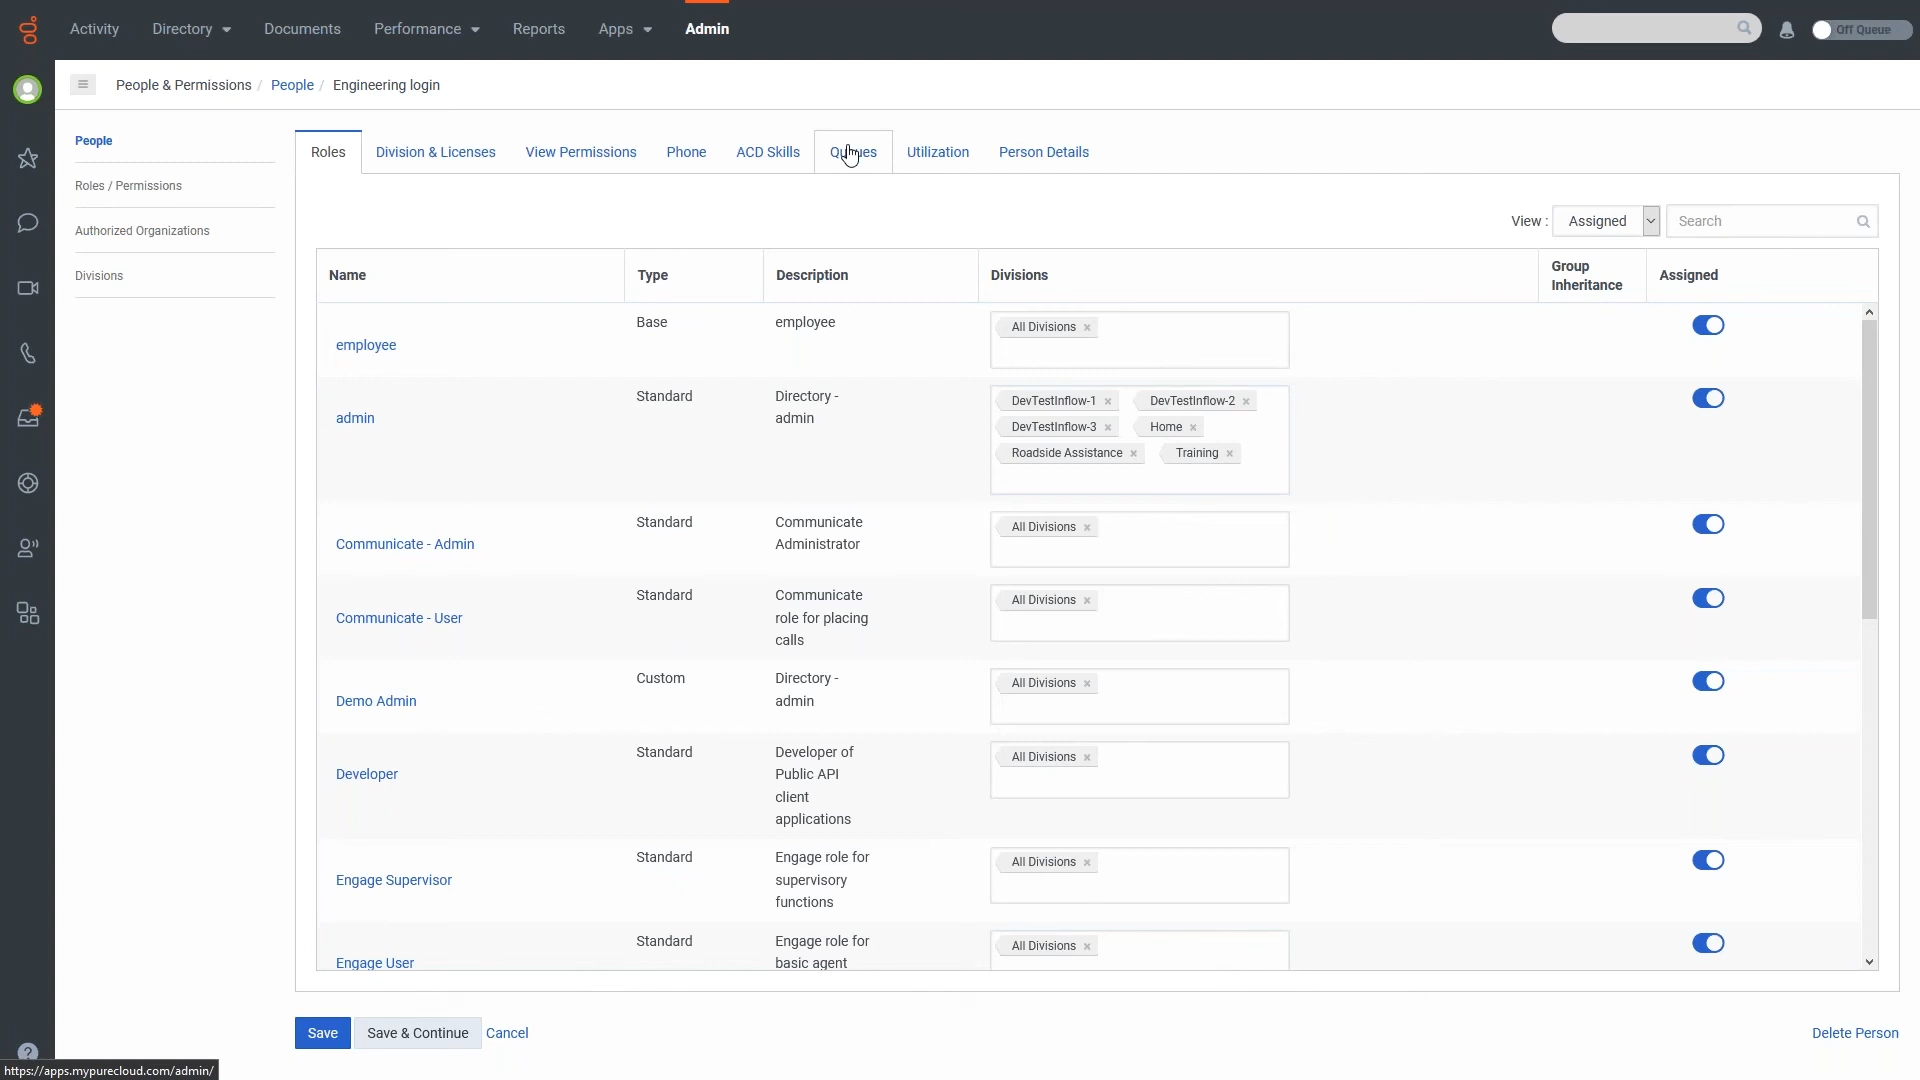 Activity
Directory
Documents
Performance
Reports
Apps
Admin
Off Queue
People & Permissions / People / Engineering login
People
Roles / Permissions
Authorized Organizations
Divisions
Roles
Division & Licenses
View Permissions
Phone
ACD Skills
Queues
Utilization
Person Details
View : Assigned
Search
Name
Type
Description
Divisions
Group
Inheritance
Assigned
employee
Base
employee
All Divisions ×
admin
Standard
Directory -
admin
DevTestInflow-1 × DevTestInflow-2 ×
DevTestInflow-3 × Home ×
Roadside Assistance × Training ×
Communicate - Admin
Standard
Communicate
Administrator
All Divisions ×
Communicate - User
Standard
Communicate
role for placing
calls
All Divisions ×
Demo Admin
Custom
Directory -
admin
All Divisions ×
Developer
Standard
Developer of
Public API
client
applications
All Divisions ×
Engage Supervisor
Standard
Engage role for
supervisory
functions
All Divisions ×
Engage User
Standard
Engage role for
basic agent
All Divisions ×
Save
Save & Continue
Cancel
Delete Person
https://apps.mypurecloud.com/admin/